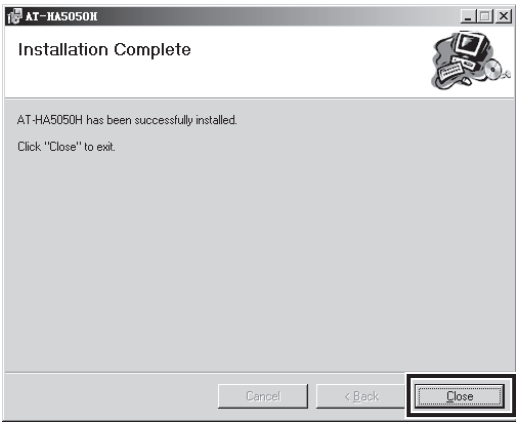 AT-HA5050H
Installation Complete
AT-HA5050H has been successfully installed.
Click "Close" to exit.
Cancel
< Back
Close